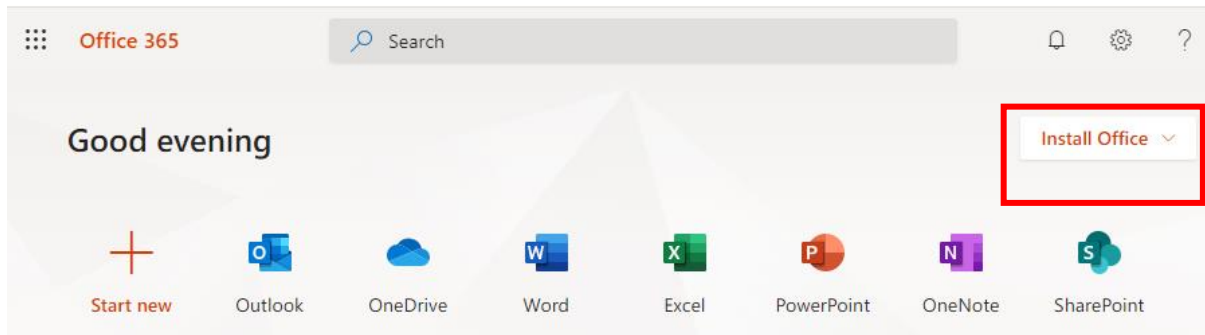 Office 365
Search
?
Good evening
Install Office
O
W
X
P
N
S
Start new
Outlook
OneDrive
Word
Excel
PowerPoint
OneNote
SharePoint